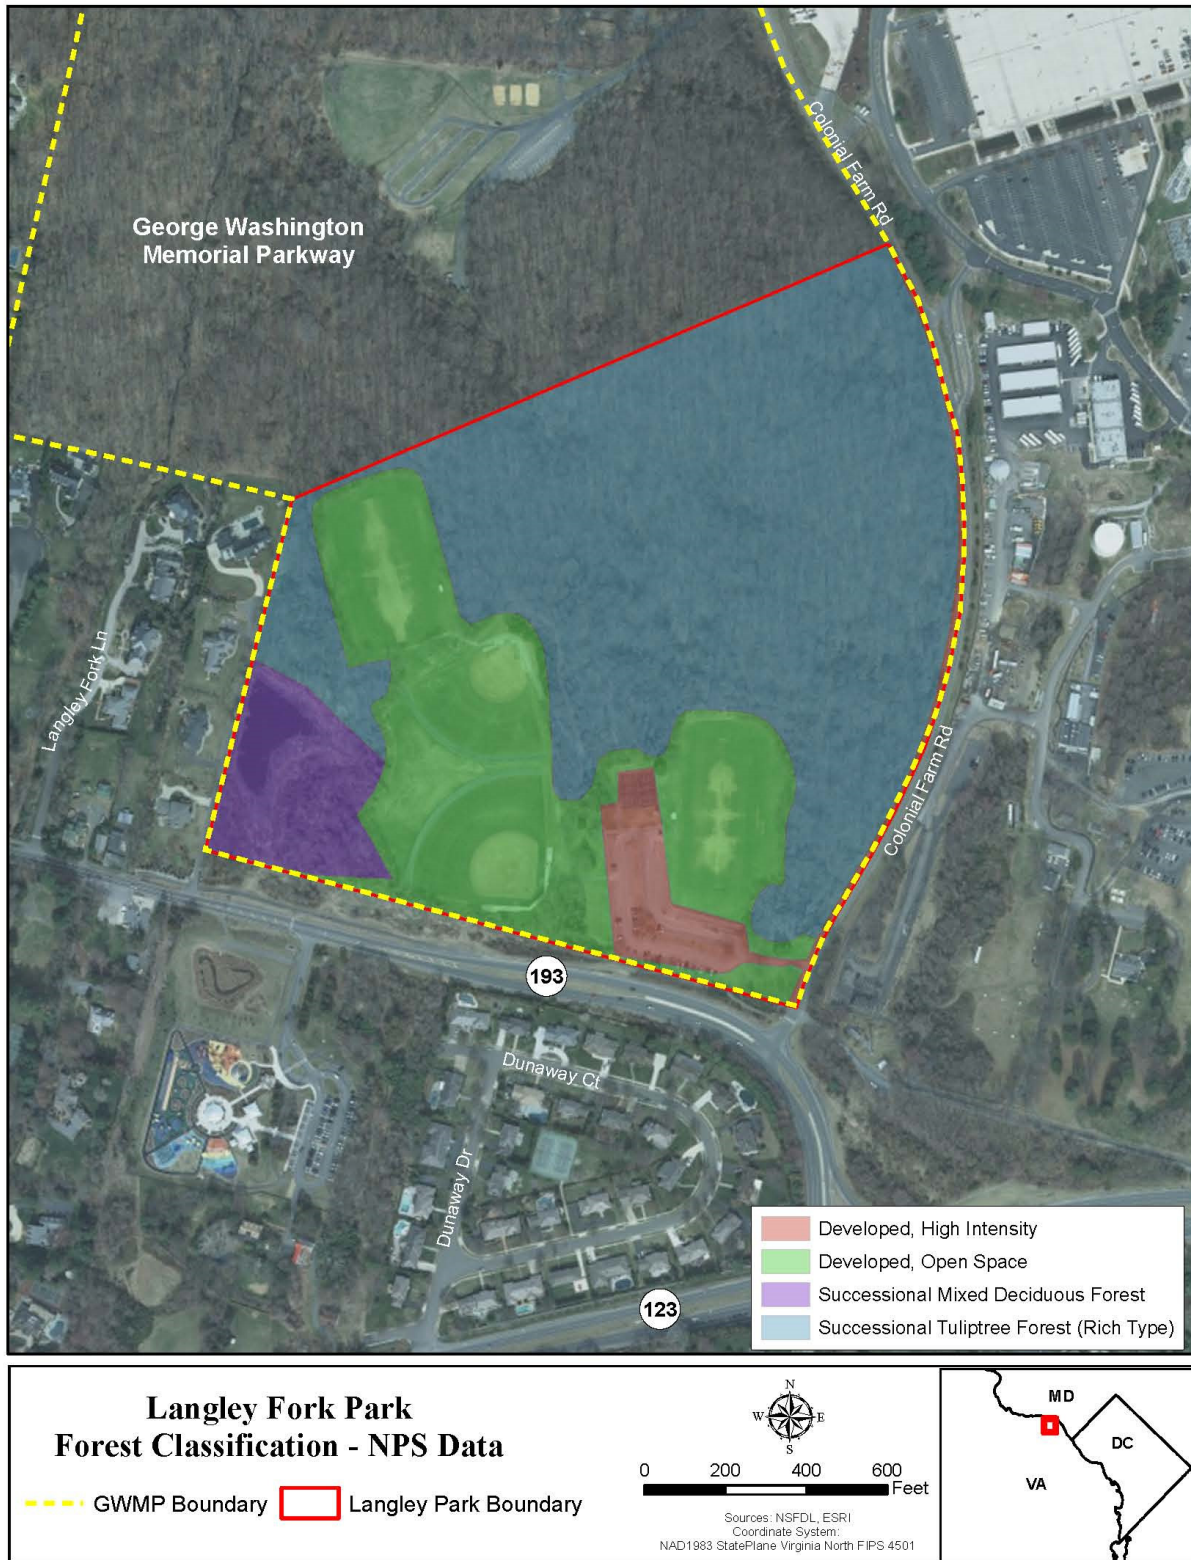 Colonial Farm Rd
George Washington
Memorial Parkway
Langley Fork Ln
Colonial Farm Rd
193
Dunaway Ct
Dunaway Dr
123
Developed, High Intensity
Developed, Open Space
Successional Mixed Deciduous Forest
Successional Tuliptree Forest (Rich Type)
Langley Fork Park
Forest Classification - NPS Data
GWMP Boundary
Langley Park Boundary
N
W
E
S
0 200 400 600
Feet
Sources: NSFDL, ESRI
Coordinate System:
NAD1983 StatePlane Virginia North FIPS 4501
MD
DC
VA